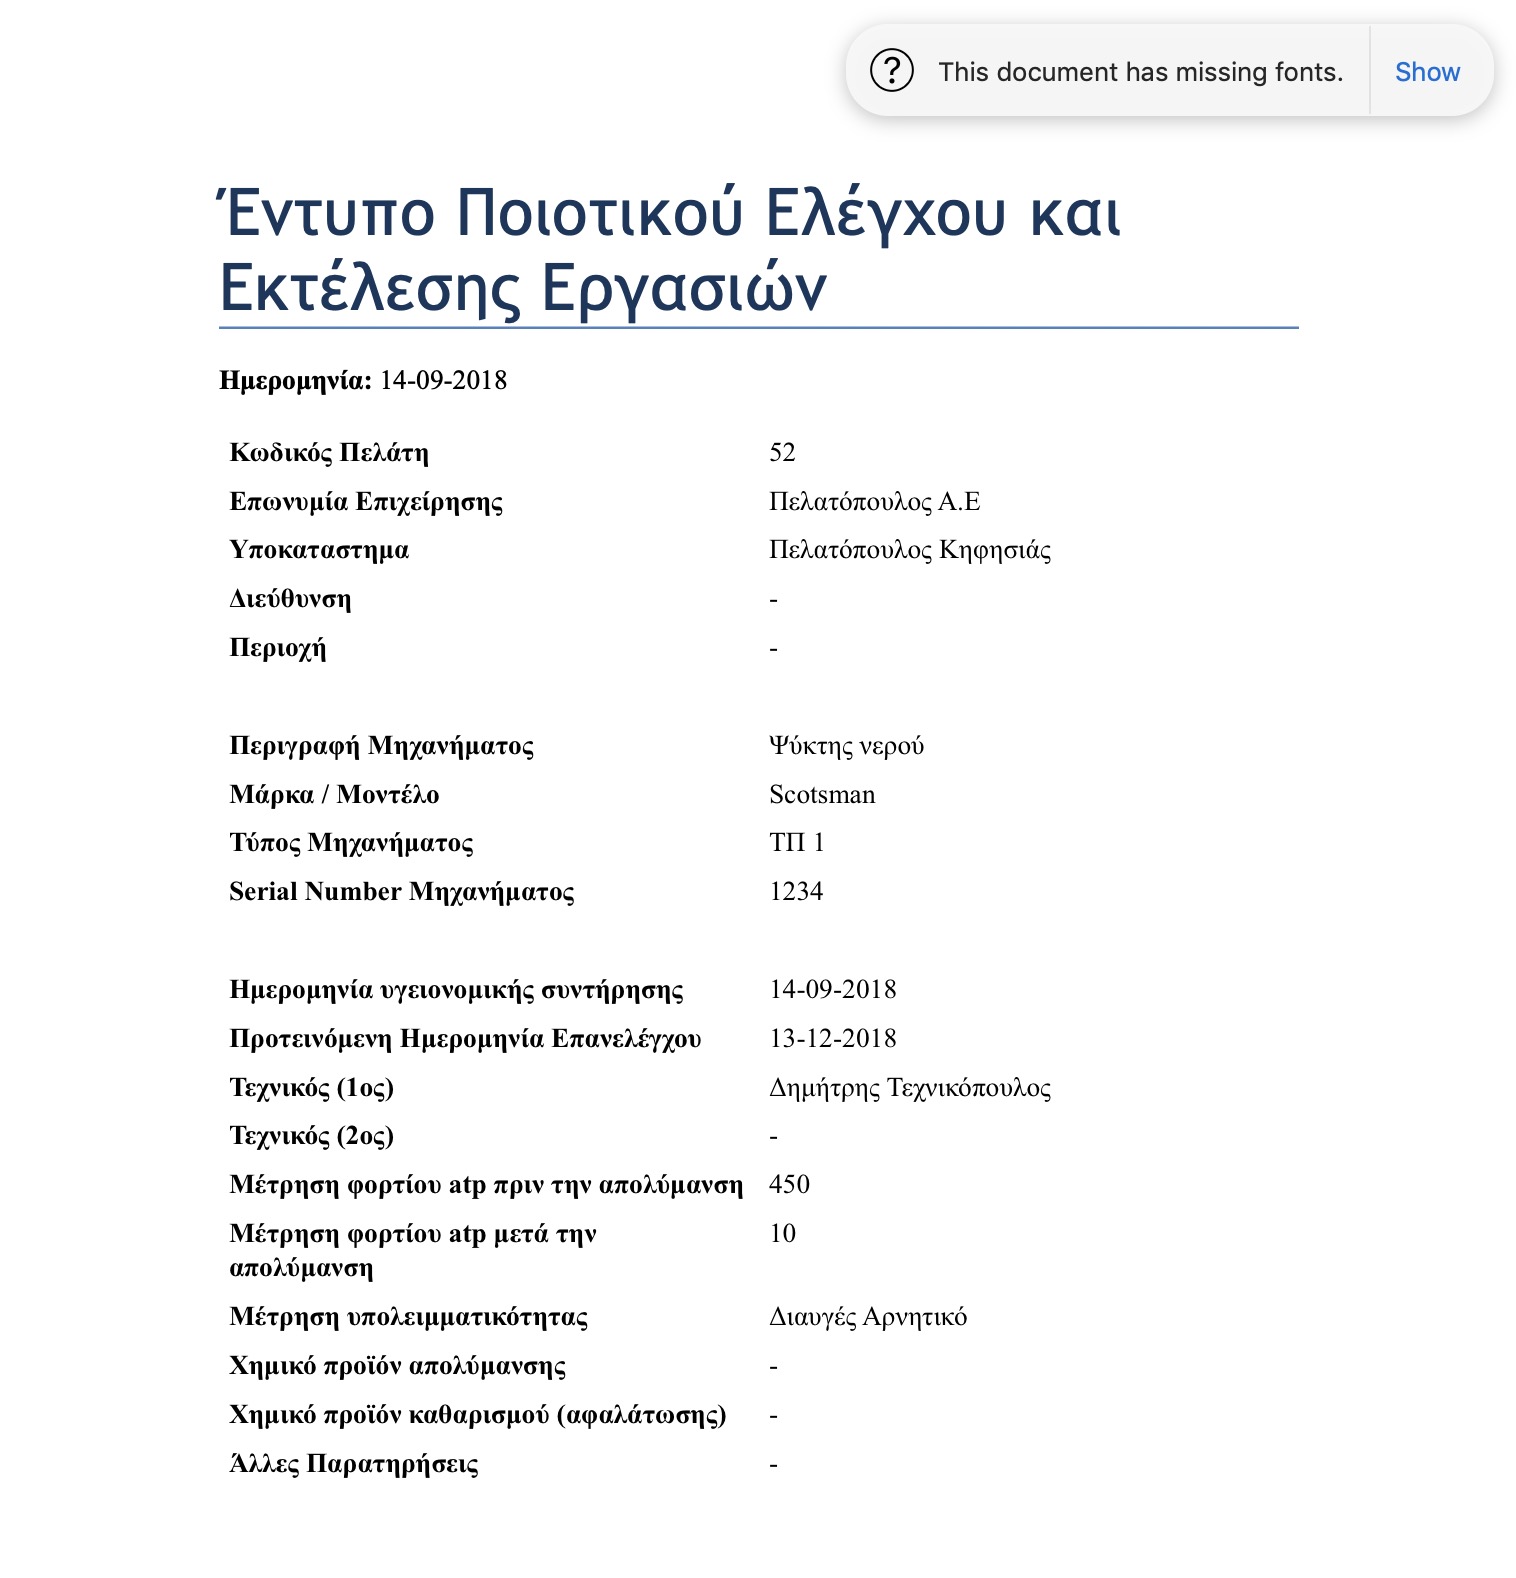 This document has missing fonts. Show
Έντυπο Ποιοτικού Ελέγχου και
Εκτέλεσης Εργασιών
Ημερομηνία: 14-09-2018
Κωδικός Πελάτη 52
Επωνυμία Επιχείρησης Πελατόπουλος Α.Ε
Υποκαταστημα Πελατόπουλος Κηφησιάς
Διεύθυνση -
Περιοχή -
Περιγραφή Μηχανήματος Ψύκτης νερού
Μάρκα / Μοντέλο Scotsman
Τύπος Μηχανήματος ΤΠ 1
Serial Number Μηχανήματος 1234
Ημερομηνία υγειονομικής συντήρησης 14-09-2018
Προτεινόμενη Ημερομηνία Επανελέγχου 13-12-2018
Τεχνικός (1ος) Δημήτρης Τεχνικόπουλος
Τεχνικός (2ος) -
Μέτρηση φορτίου atp πριν την απολύμανση 450
Μέτρηση φορτίου atp μετά την 10
απολύμανση
Μέτρηση υπολειμματικότητας Διαυγές Αρνητικό
Χημικό προϊόν απολύμανσης -
Χημικό προϊόν καθαρισμού (αφαλάτωσης) -
Άλλες Παρατηρήσεις -